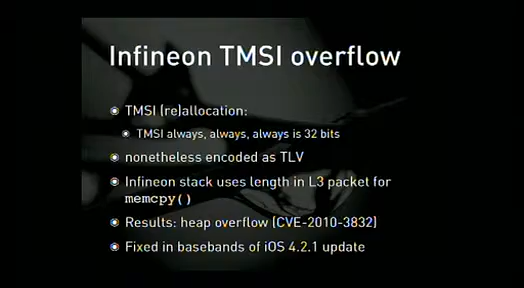 Infineon TMSI overflow
TMSI (re)allocation:
TMSI always, always, always is 32 bits
nonetheless encoded as TLV
Infineon stack uses length in L3 packet for
memcpy()
Results: heap overflow (CVE-2010-3832)
Fixed in basebands of iOS 4.2.1 update